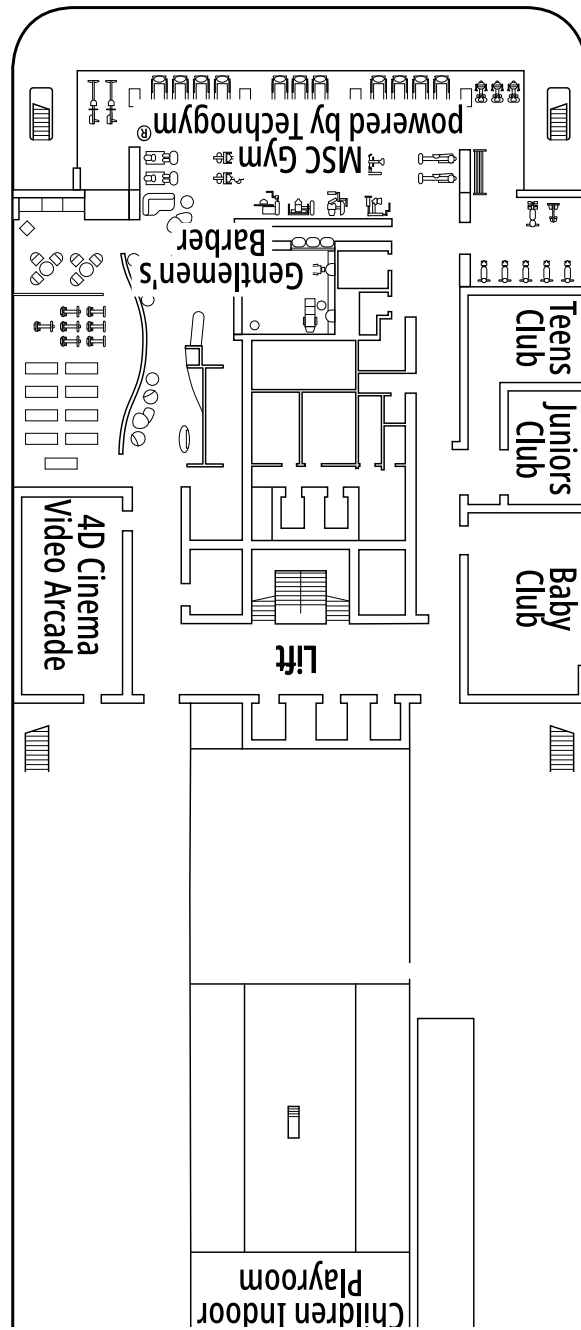 MSC Gym
powered by Technogym®
Gentlemen's
Barber
Teens
Club
Juniors
Club
4D Cinema
Video Arcade
Baby
Club
Lift
Children Indoor
Playroom